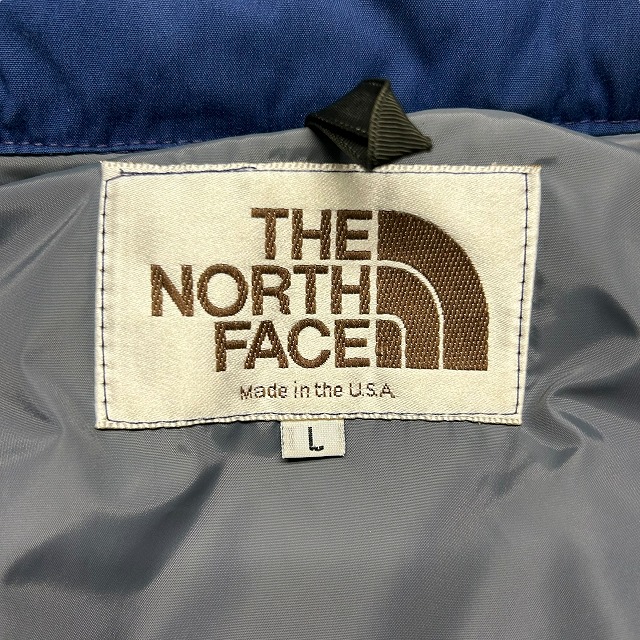 THE
NORTH
FACE
Made in the U.S.A.
L